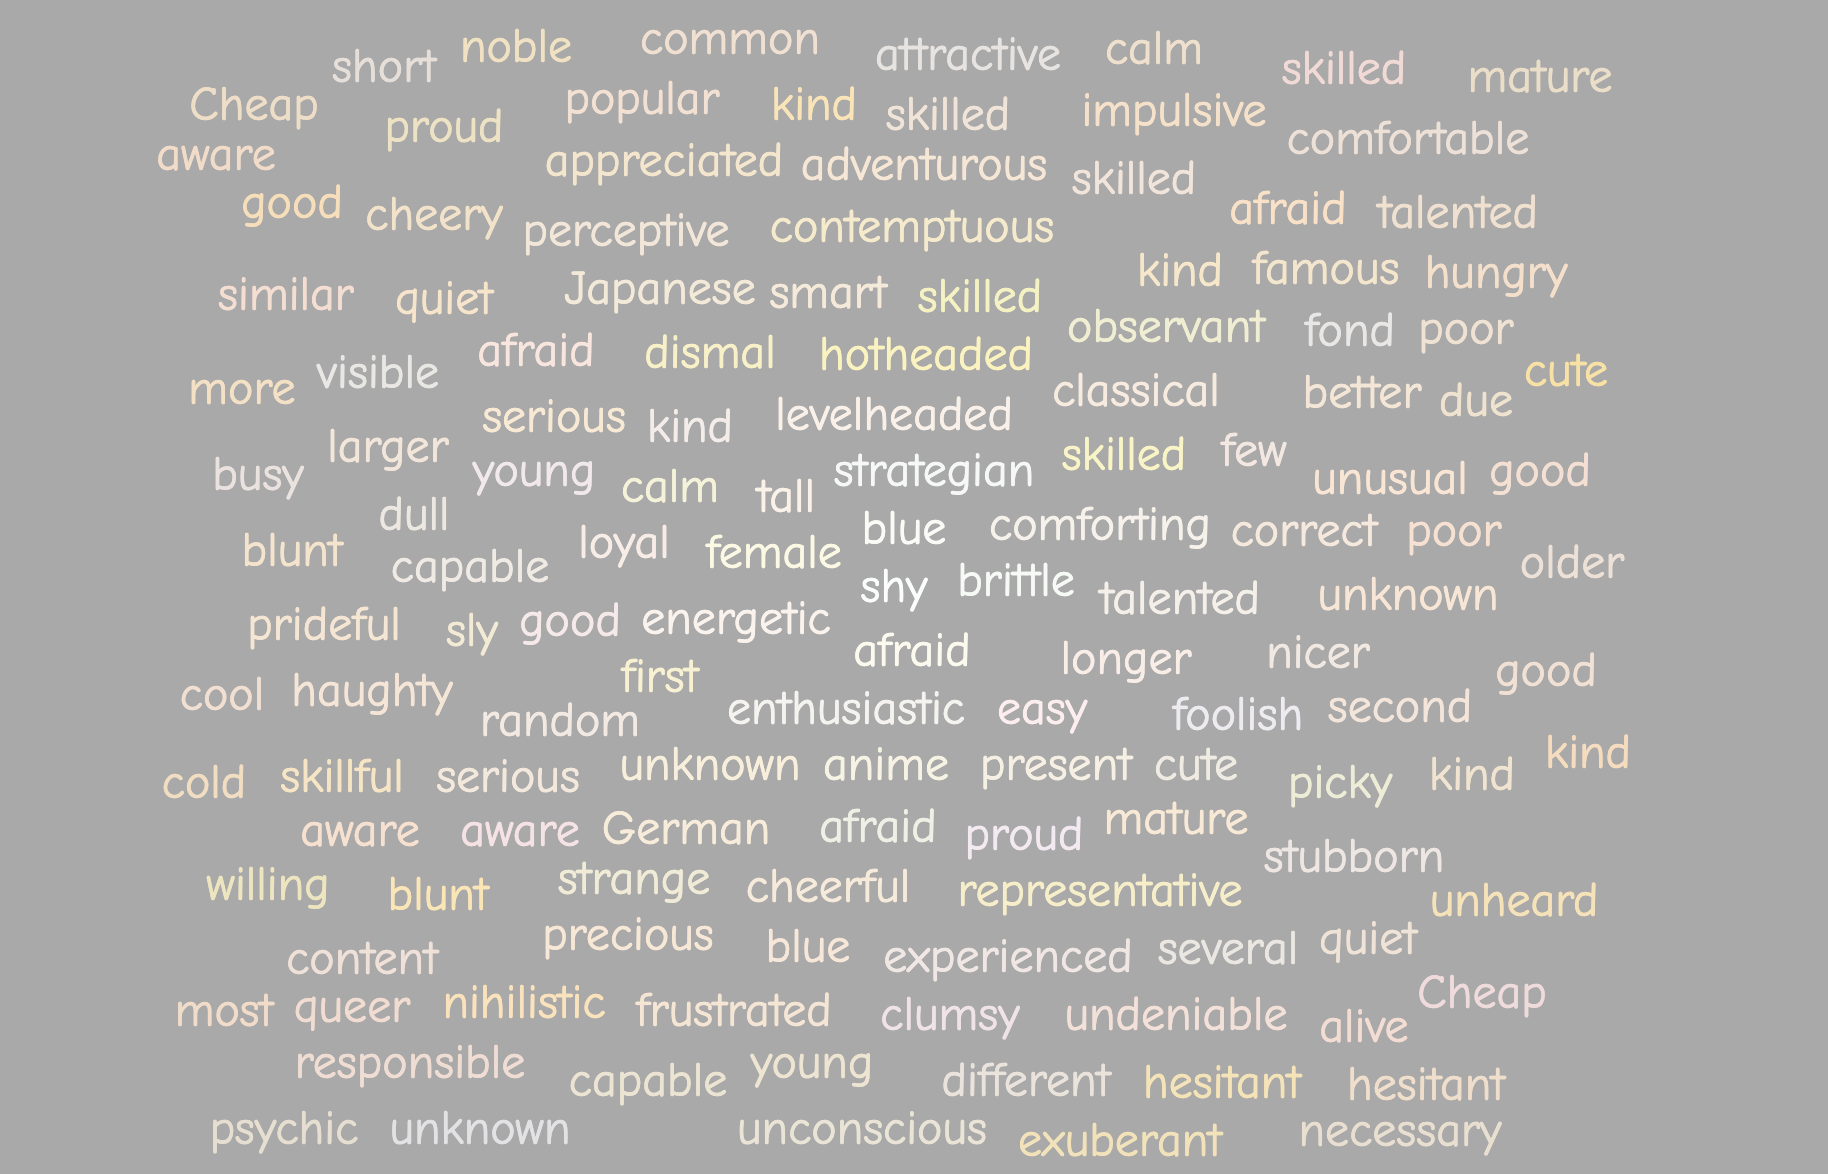 short noble common attractive calm skilled mature
Cheap proud popular kind skilled impulsive comfortable
aware appreciated adventurous skilled
good cheery perceptive contemptuous afraid talented
similar quiet Japanese smart skilled kind famous hungry
visible afraid dismal hotheaded observant fond poor cute
more serious kind levelheaded classical better due
busy larger young calm tall strategian skilled few unusual good
dull loyal female blue comforting correct poor older
blunt capable shy brittle talented unknown
prideful sly good energetic afraid longer nicer good
cool haughty random first enthusiastic easy foolish second
cold skillful serious unknown anime present cute picky kind kind
aware aware German afraid proud mature stubborn
willing blunt strange cheerful representative unheard
content precious blue experienced several quiet
most queer nihilistic frustrated clumsy undeniable alive Cheap
responsible capable young different hesitant hesitant
psychic unknown unconscious exuberant necessary